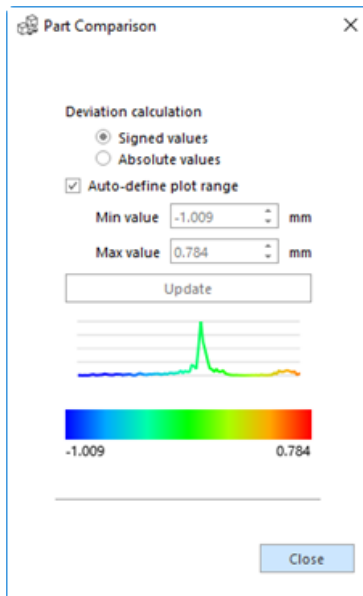 Part Comparison
Deviation calculation
Signed values
Absolute values
Auto-define plot range
Min value -1.009 mm
Max value 0.784 mm
Update
-1.009 0.784
Close